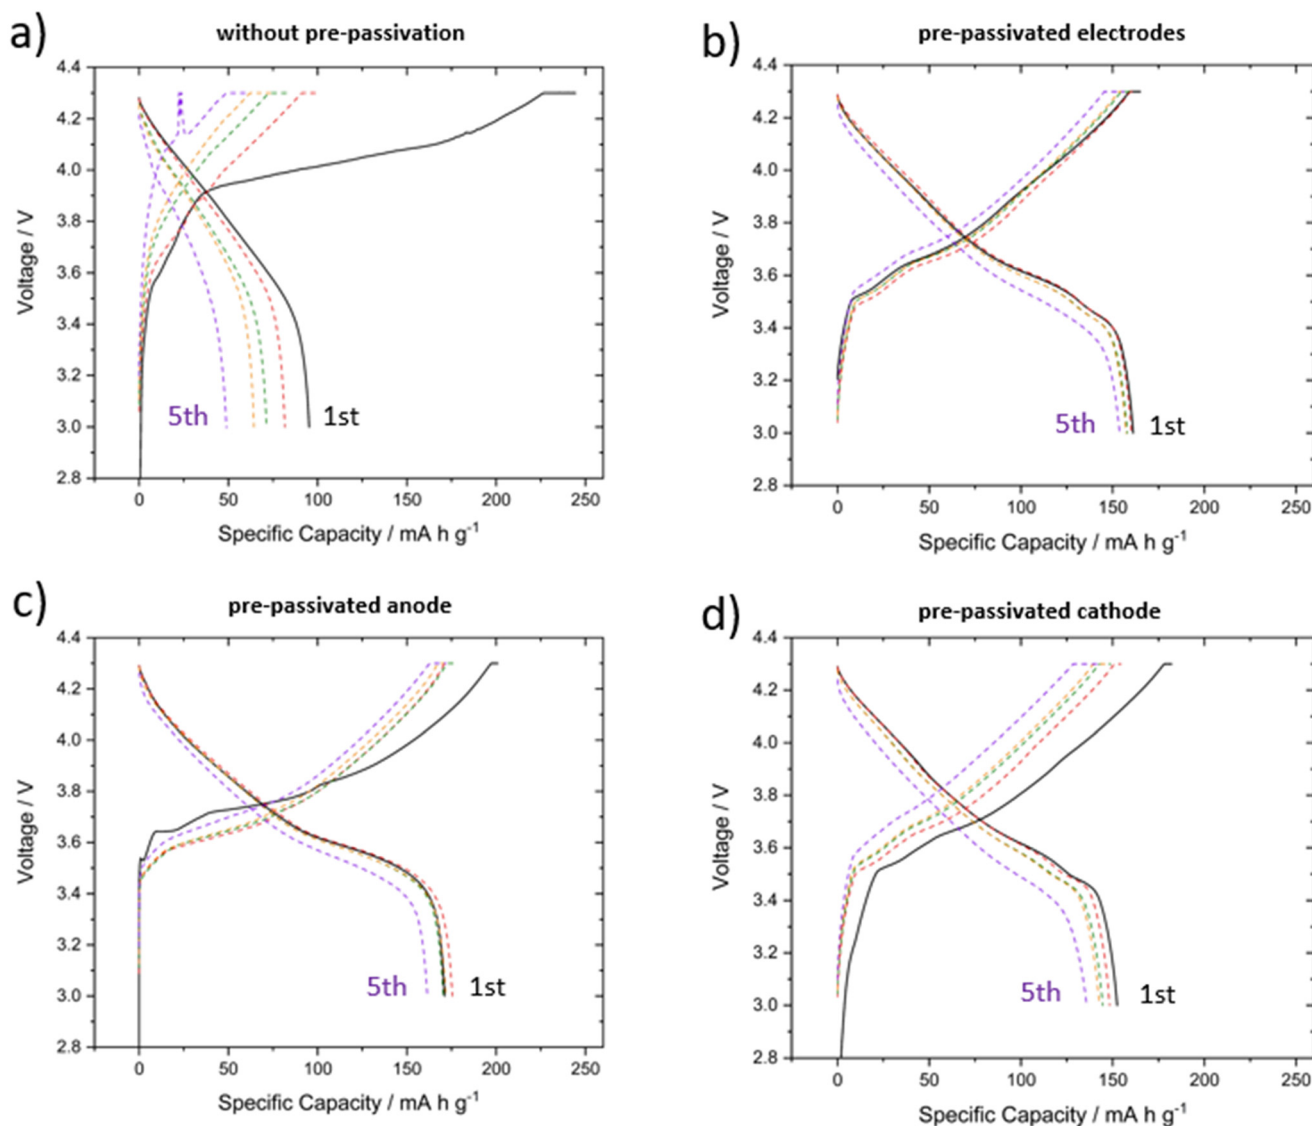 a)
without pre-passivation
4.4
4.2
4.0
3.8
3.6
3.4
3.2
3.0
2.8
Voltage / V
5th
1st
0
50
100
150
200
250
Specific Capacity / mA h g⁻¹
b)
pre-passivated electrodes
4.4
4.2
4.0
3.8
3.6
3.4
3.2
3.0
2.8
Voltage / V
5th
1st
0
50
100
150
200
250
Specific Capacity / mA h g⁻¹
c)
pre-passivated anode
4.4
4.2
4.0
3.8
3.6
3.4
3.2
3.0
2.8
Voltage / V
5th
1st
0
50
100
150
200
250
Specific Capacity / mA h g⁻¹
d)
pre-passivated cathode
4.4
4.2
4.0
3.8
3.6
3.4
3.2
3.0
2.8
Voltage / V
5th
1st
0
50
100
150
200
250
Specific Capacity / mA h g⁻¹